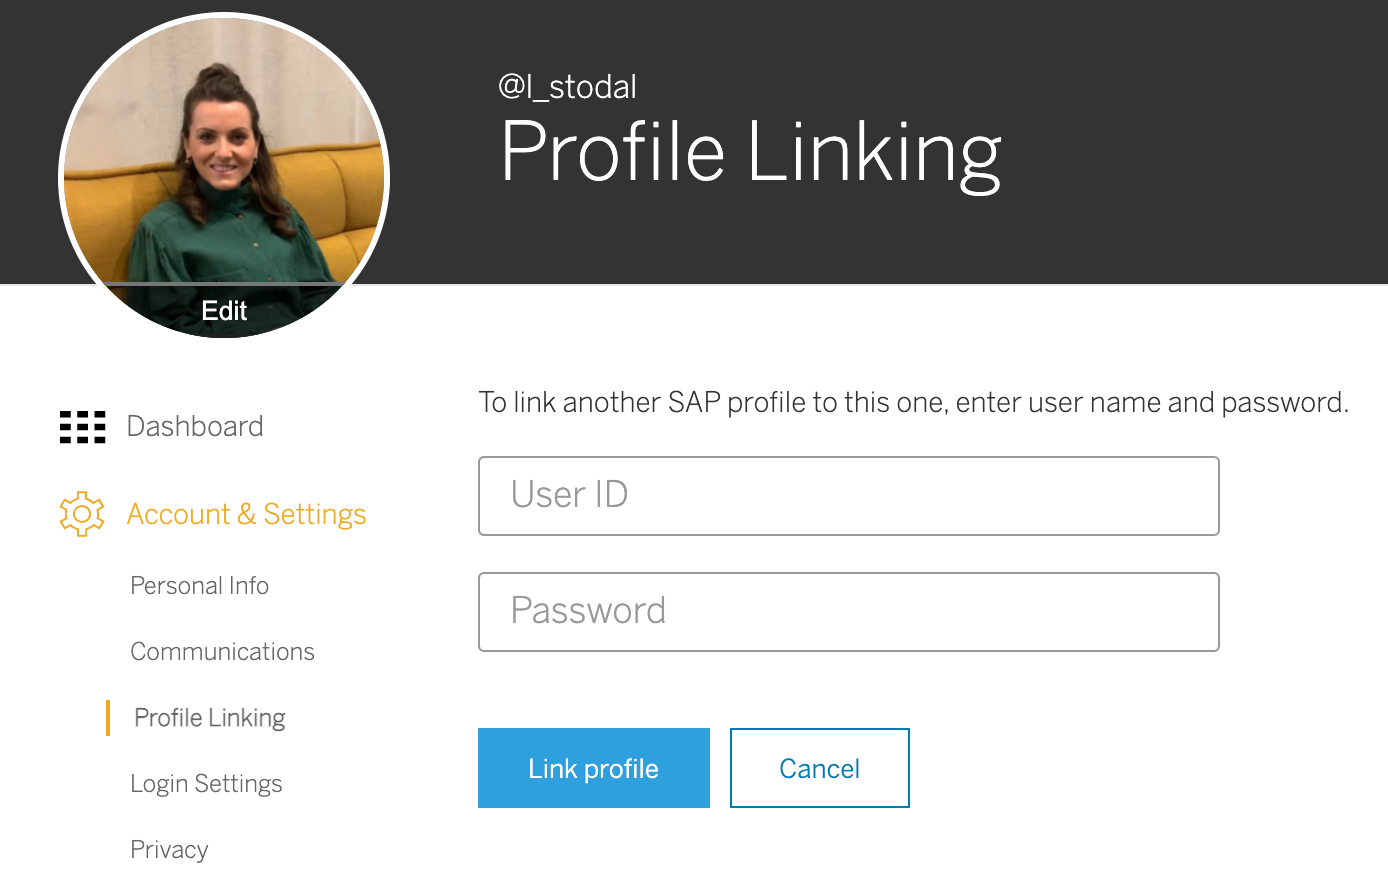 @l_stodal
Profile Linking
Edit
Dashboard
Account & Settings
Personal Info
Communications
Profile Linking
Login Settings
Privacy
To link another SAP profile to this one, enter user name and password.
User ID
Password
Link profile
Cancel